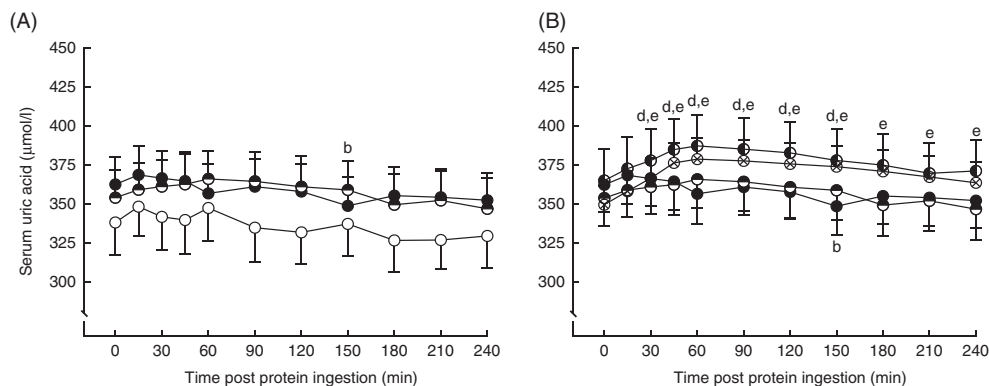 (A)
450
425
400
375
350
325
300
Serum uric acid (µmol/l)
b
0 30 60 90 120 150 180 210 240
Time post protein ingestion (min)
(B)
450
425
400
375
350
325
300
d,e d,e d,e d,e d,e d,e e e e
b
0 30 60 90 120 150 180 210 240
Time post protein ingestion (min)